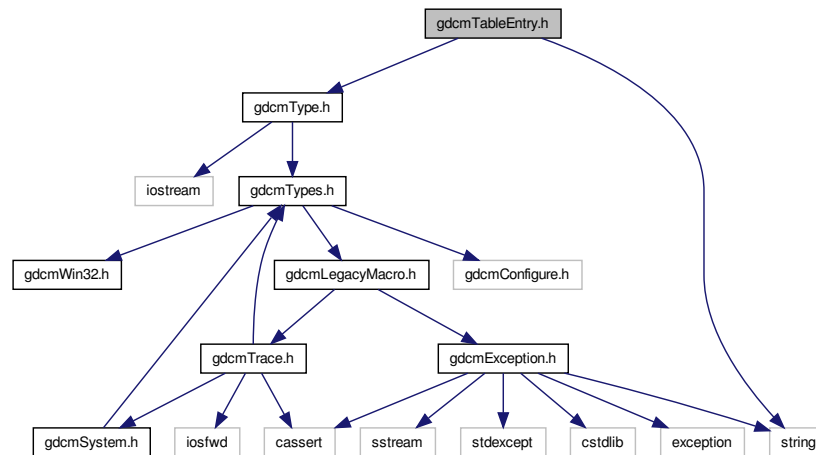 gdcmTableEntry.h
gdcmType.h
iostream
gdcmTypes.h
gdcmWin32.h
gdcmLegacyMacro.h
gdcmConfigure.h
gdcmTrace.h
gdcmException.h
gdcmSystem.h
iosfwd
cassert
sstream
stdexcept
cstdlib
exception
string